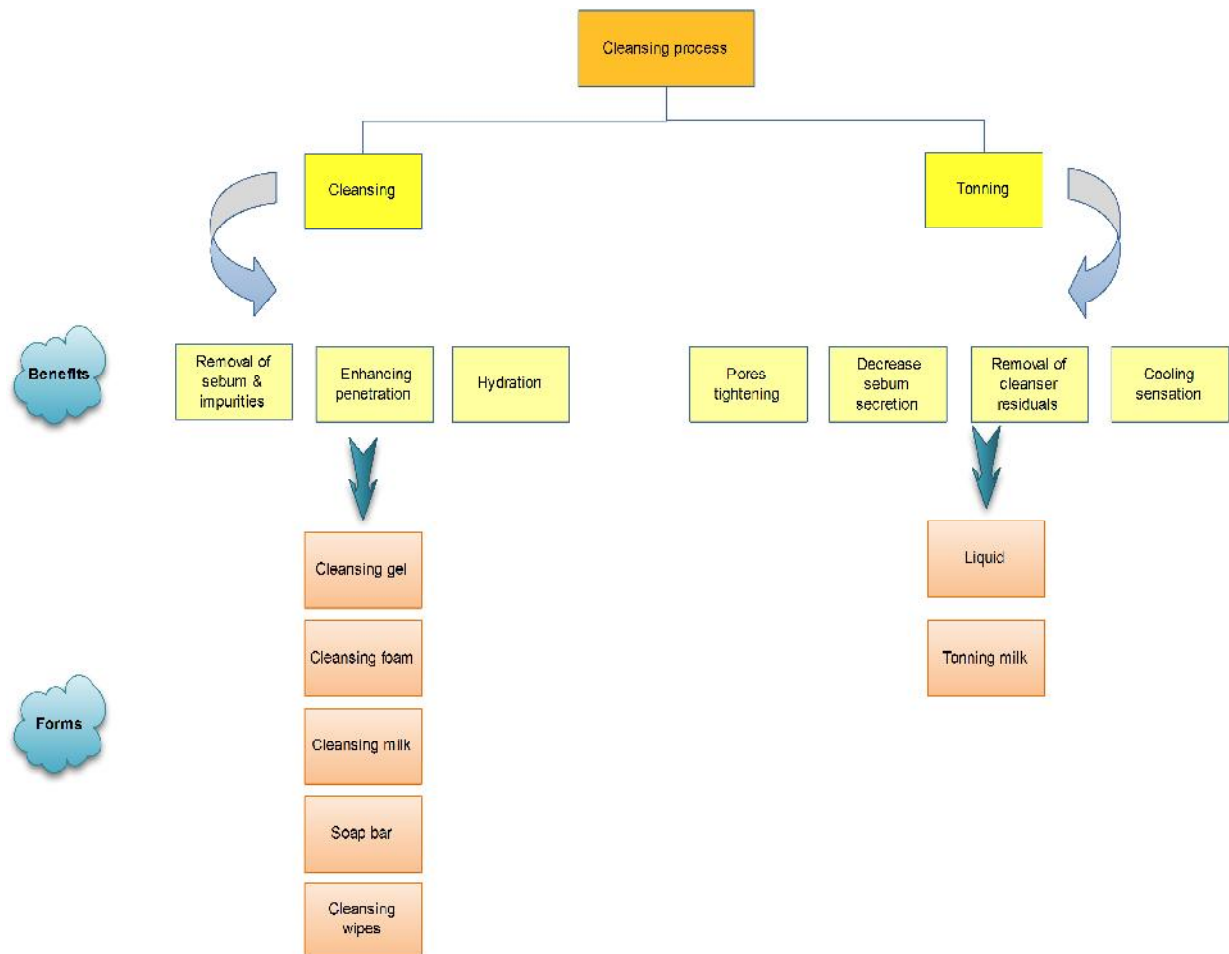 Cleansing process
Cleansing
Tonning
Benefits
Removal of
sebum &
impurities
Enhancing
penetration
Hydration
Pores
tightening
Decrease
sebum
secretion
Removal of
cleanser
residuals
Cooling
sensation
Forms
Cleansing gel
Cleansing foam
Cleansing milk
Soap bar
Cleansing
wipes
Liquid
Tonning milk